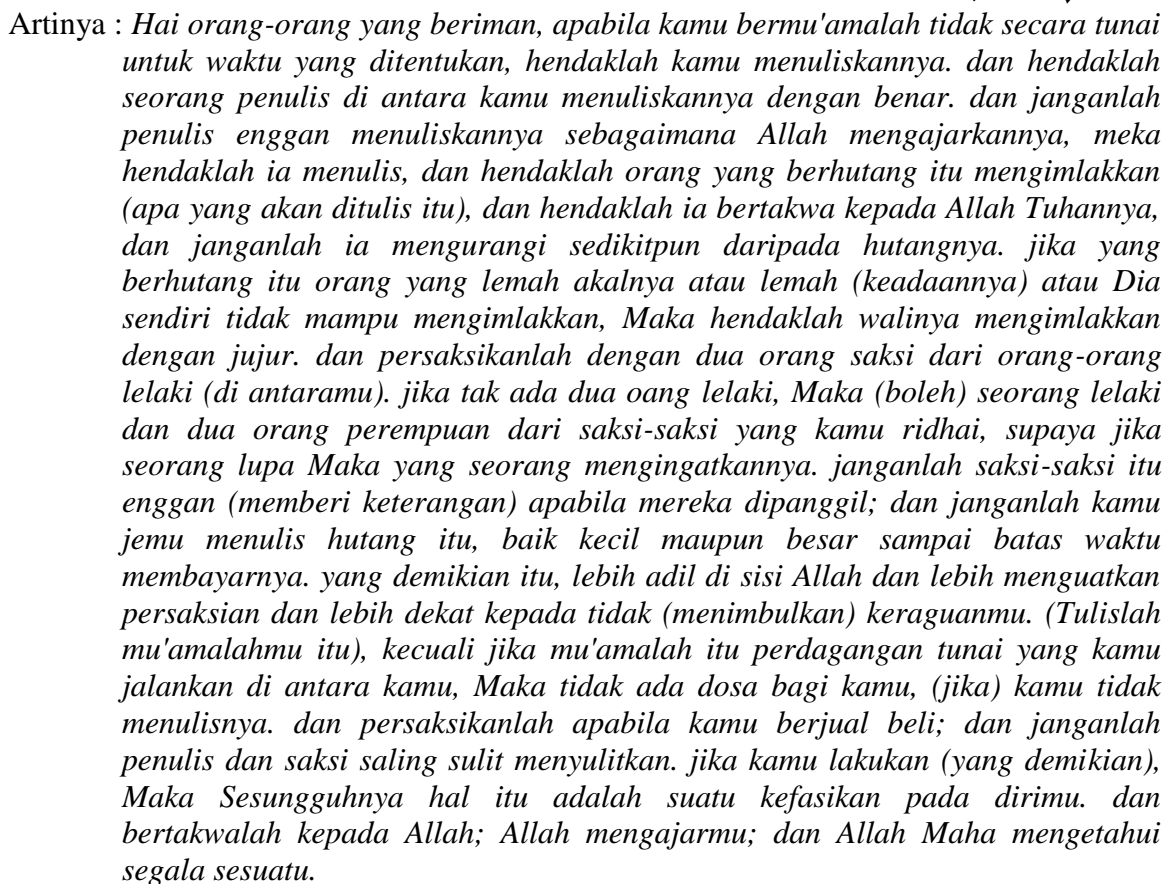 Artinya : Hai orang-orang yang beriman, apabila kamu bermu'amalah tidak secara tunai
untuk waktu yang ditentukan, hendaklah kamu menuliskannya. dan hendaklah
seorang penulis di antara kamu menuliskannya dengan benar. dan janganlah
penulis enggan menuliskannya sebagaimana Allah mengajarkannya, meka
hendaklah ia menulis, dan hendaklah orang yang berhutang itu mengimlakkan
(apa yang akan ditulis itu), dan hendaklah ia bertakwa kepada Allah Tuhannya,
dan janganlah ia mengurangi sedikitpun daripada hutangnya. jika yang
berhutang itu orang yang lemah akalnya atau lemah (keadaannya) atau Dia
sendiri tidak mampu mengimlakkan, Maka hendaklah walinya mengimlakkan
dengan jujur. dan persaksikanlah dengan dua orang saksi dari orang-orang
lelaki (di antaramu). jika tak ada dua oang lelaki, Maka (boleh) seorang lelaki
dan dua orang perempuan dari saksi-saksi yang kamu ridhai, supaya jika
seorang lupa Maka yang seorang mengingatkannya. janganlah saksi-saksi itu
enggan (memberi keterangan) apabila mereka dipanggil; dan janganlah kamu
jemu menulis hutang itu, baik kecil maupun besar sampai batas waktu
membayarnya. yang demikian itu, lebih adil di sisi Allah dan lebih menguatkan
persaksian dan lebih dekat kepada tidak (menimbulkan) keraguanmu. (Tulislah
mu'amalahmu itu), kecuali jika mu'amalah itu perdagangan tunai yang kamu
jalankan di antara kamu, Maka tidak ada dosa bagi kamu, (jika) kamu tidak
menulisnya. dan persaksikanlah apabila kamu berjual beli; dan janganlah
penulis dan saksi saling sulit menyulitkan. jika kamu lakukan (yang demikian),
Maka Sesungguhnya hal itu adalah suatu kefasikan pada dirimu. dan
bertakwalah kepada Allah; Allah mengajarmu; dan Allah Maha mengetahui
segala sesuatu.